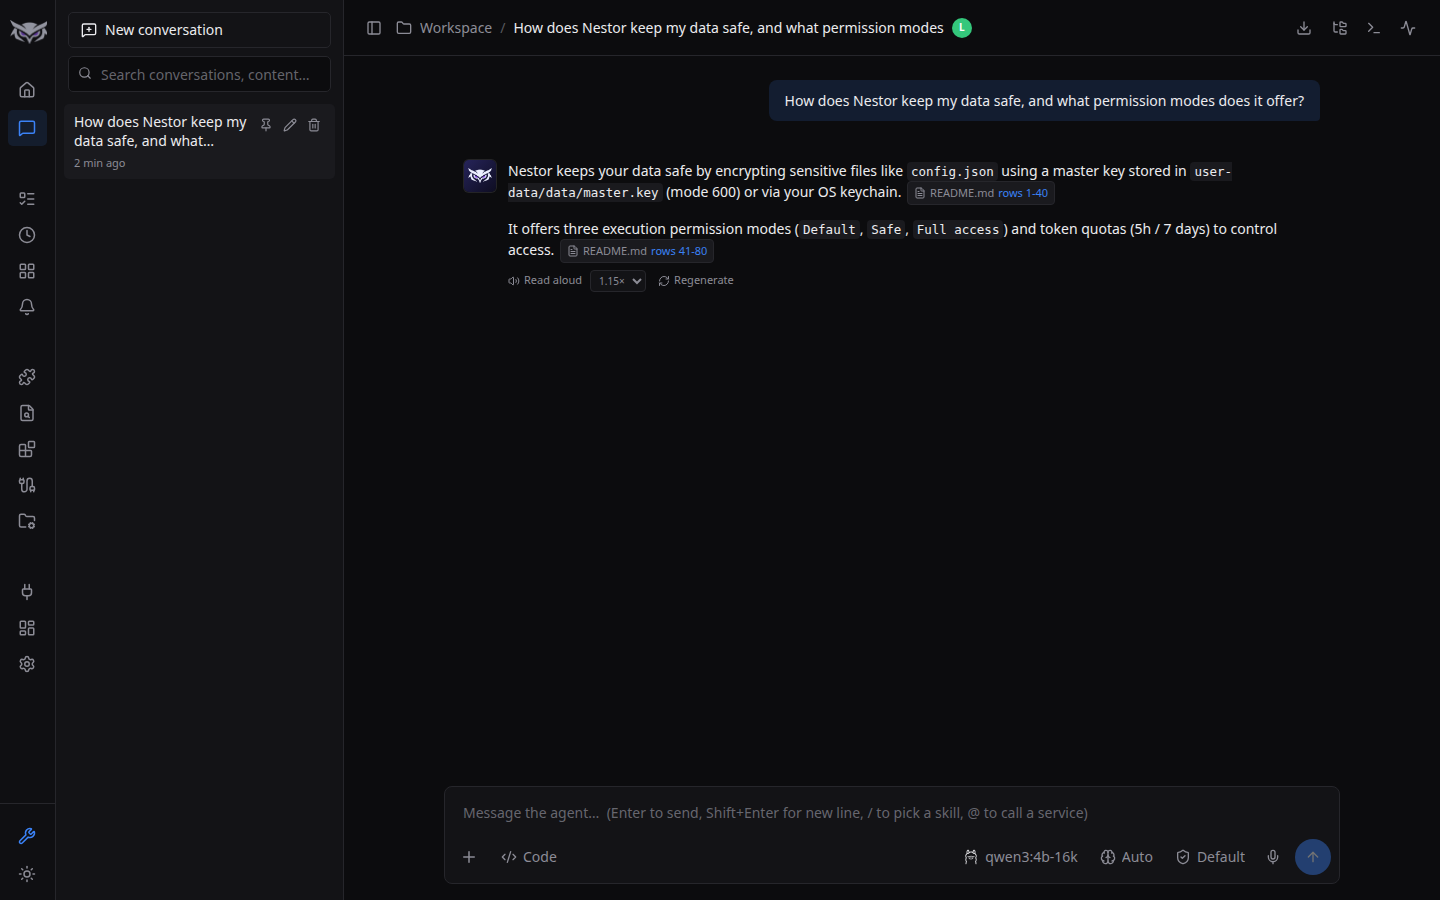 New conversation
Search conversations, content...
How does Nestor keep my
data safe, and what...
2 min ago
Workspace / How does Nestor keep my data safe, and what permission modes L
How does Nestor keep my data safe, and what permission modes does it offer?
Nestor keeps your data safe by encrypting sensitive files like config.json using a master key stored in user-
data/data/master.key (mode 600) or via your OS keychain. README.md rows 1-40
It offers three execution permission modes (Default, Safe, Full access) and token quotas (5h / 7 days) to control
access. README.md rows 41-80
Read aloud 1.15× Regenerate
Message the agent... (Enter to send, Shift+Enter for new line, / to pick a skill, @ to call a service)
Code qwen3:4b-16k Auto Default